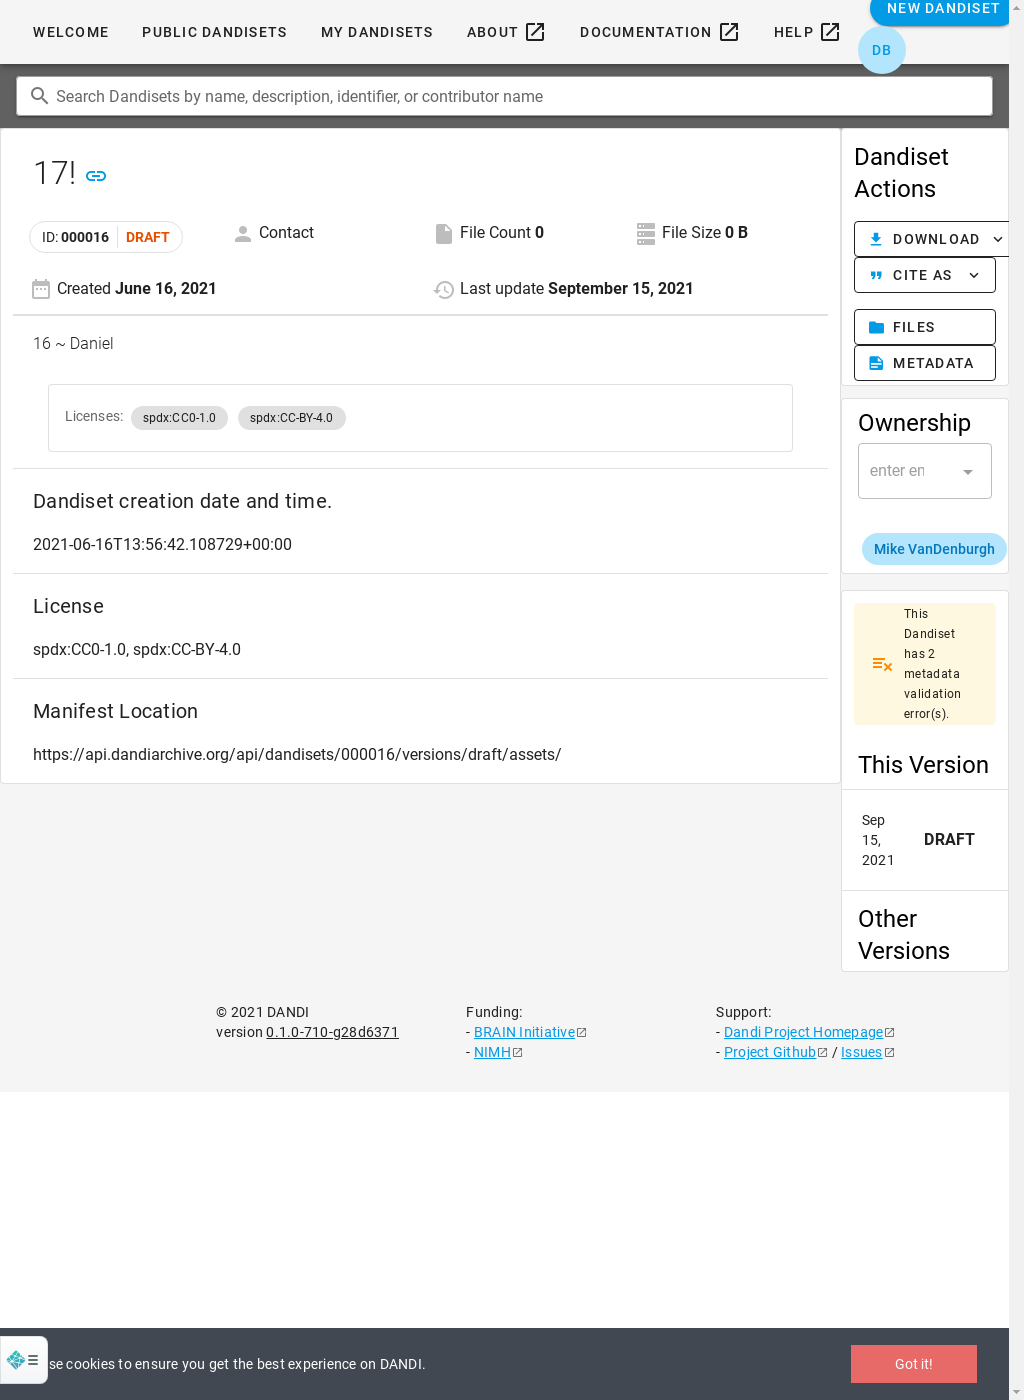 WELCOME PUBLIC DANDISETS MY DANDISETS ABOUT DOCUMENTATION HELP NEW DANDISET
DB
Search Dandisets by name, description, identifier, or contributor name
17!
ID: 000016 DRAFT Contact File Count 0 File Size 0 B
Created June 16, 2021 Last update September 15, 2021
16 ~ Daniel
Licenses: spdx:CC0-1.0 spdx:CC-BY-4.0
Dandiset creation date and time.
2021-06-16T13:56:42.108729+00:00
License
spdx:CC0-1.0, spdx:CC-BY-4.0
Manifest Location
https://api.dandiarchive.org/api/dandisets/000016/versions/draft/assets/
Dandiset
Actions
DOWNLOAD
CITE AS
FILES
METADATA
Ownership
enter en
Mike VanDenburgh
This
Dandiset
has 2
metadata
validation
error(s).
This Version
Sep
15,
2021
DRAFT
Other
Versions
© 2021 DANDI
version 0.1.0-710-g28d6371
Funding:
- BRAIN Initiative
- NIMH
Support:
- Dandi Project Homepage
- Project Github / Issues
se cookies to ensure you get the best experience on DANDI.
Got it!